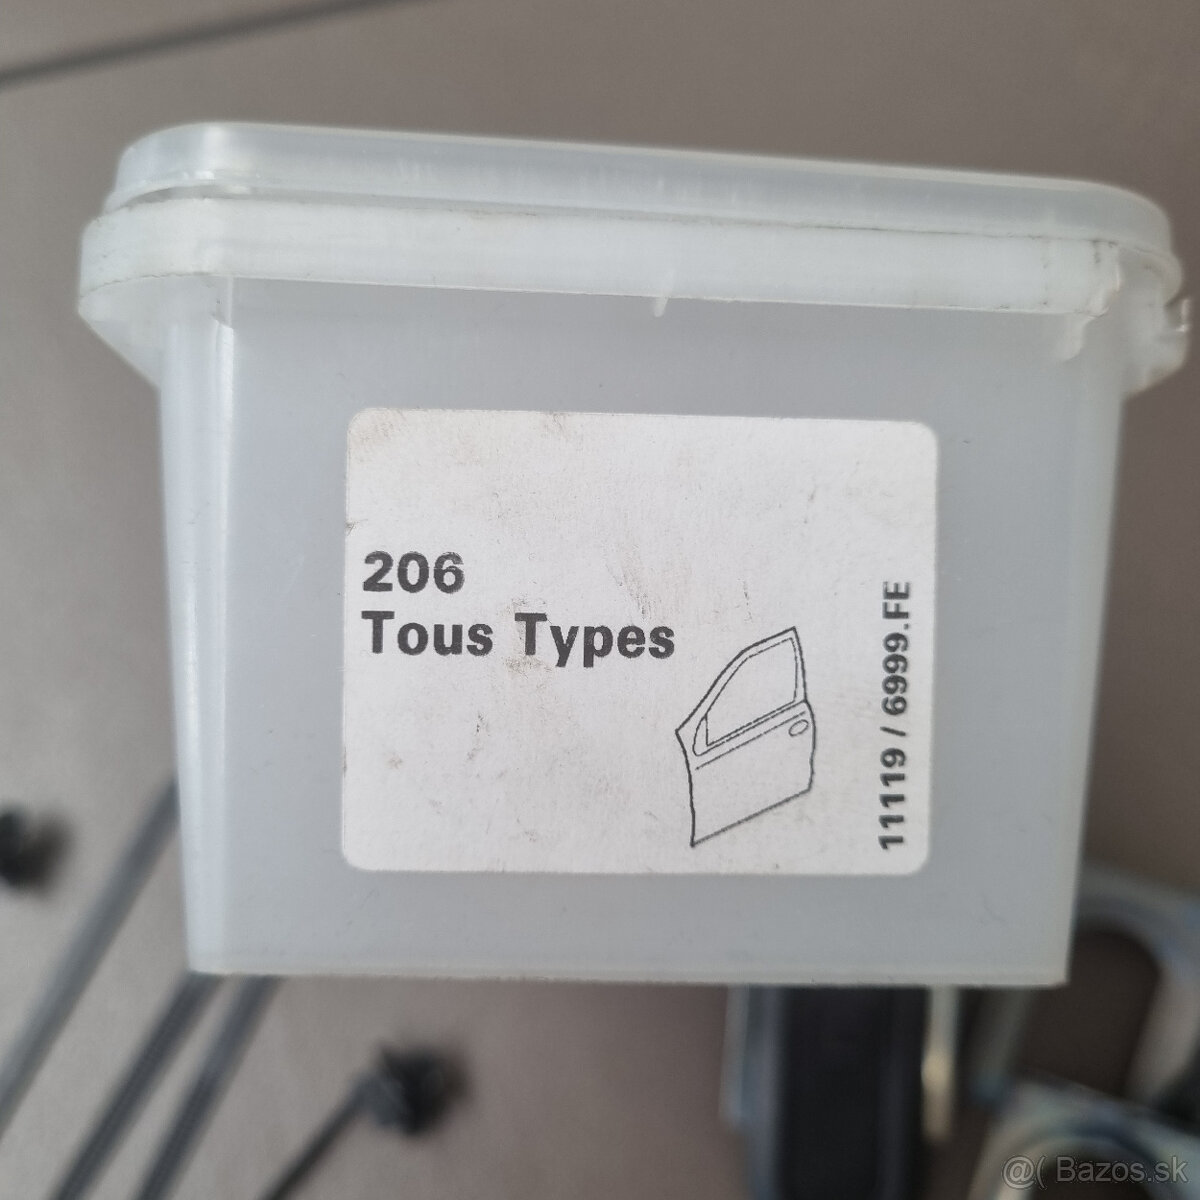 206
Tous Types
11119 / 6999.FE
@( Bazos.sk